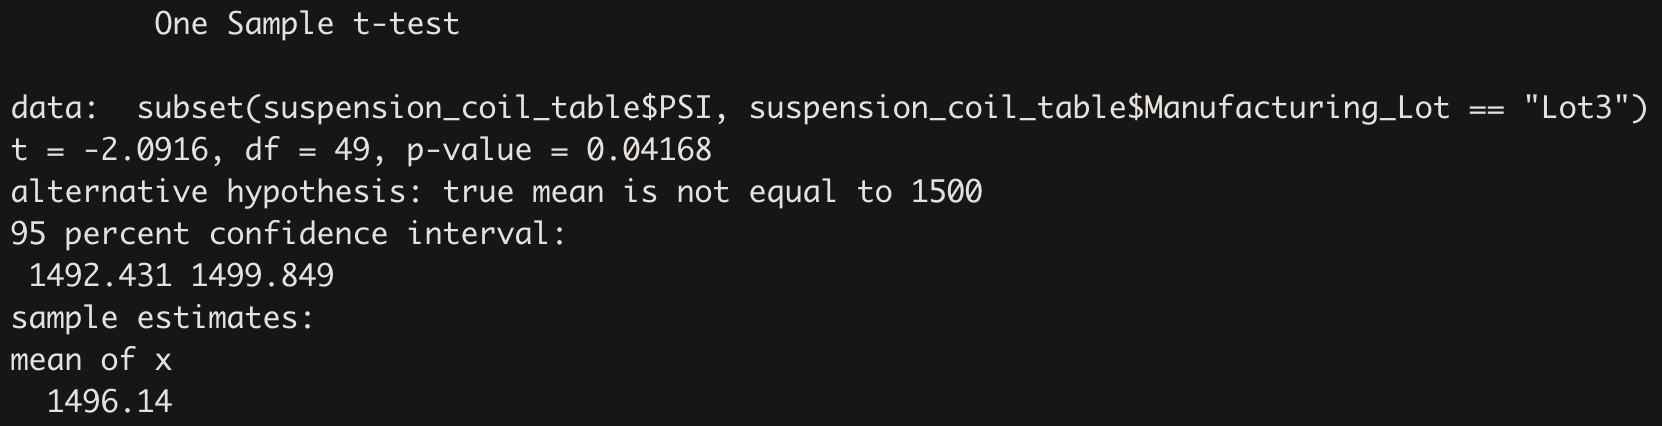 One Sample t-test
data:  subset(suspension_coil_table$PSI, suspension_coil_table$Manufacturing_Lot == "Lot3")
t = -2.0916, df = 49, p-value = 0.04168
alternative hypothesis: true mean is not equal to 1500
95 percent confidence interval:
 1492.431 1499.849
sample estimates:
mean of x
  1496.14